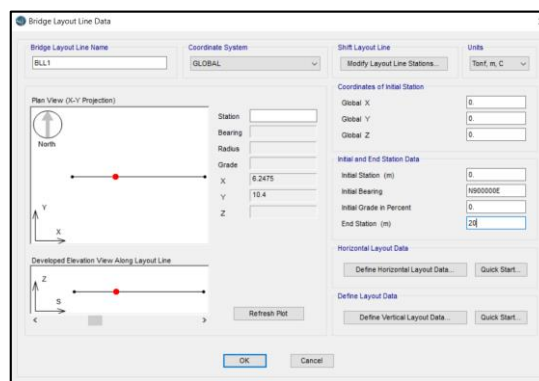 Bridge Layout Line Data
Bridge Layout Line Name
BLL1
Coordinate System
GLOBAL
Shift Layout Line
Modify Layout Line Stations...
Units
Tonf, m, C
Plan View (X-Y Projection)
North
Y
X
Station
Bearing
Radius
Grade
X 6.2475
Y 10.4
Z
Coordinates of Initial Station
Global X 0.
Global Y 0.
Global Z 0.
Initial and End Station Data
Initial Station (m) 0.
Initial Bearing N900000E
Initial Grade in Percent 0.
End Station (m) 20
Developed Elevation View Along Layout Line
Z
S
Refresh Plot
Horizontal Layout Data
Define Horizontal Layout Data... Quick Start...
Define Layout Data
Define Vertical Layout Data... Quick Start...
OK Cancel